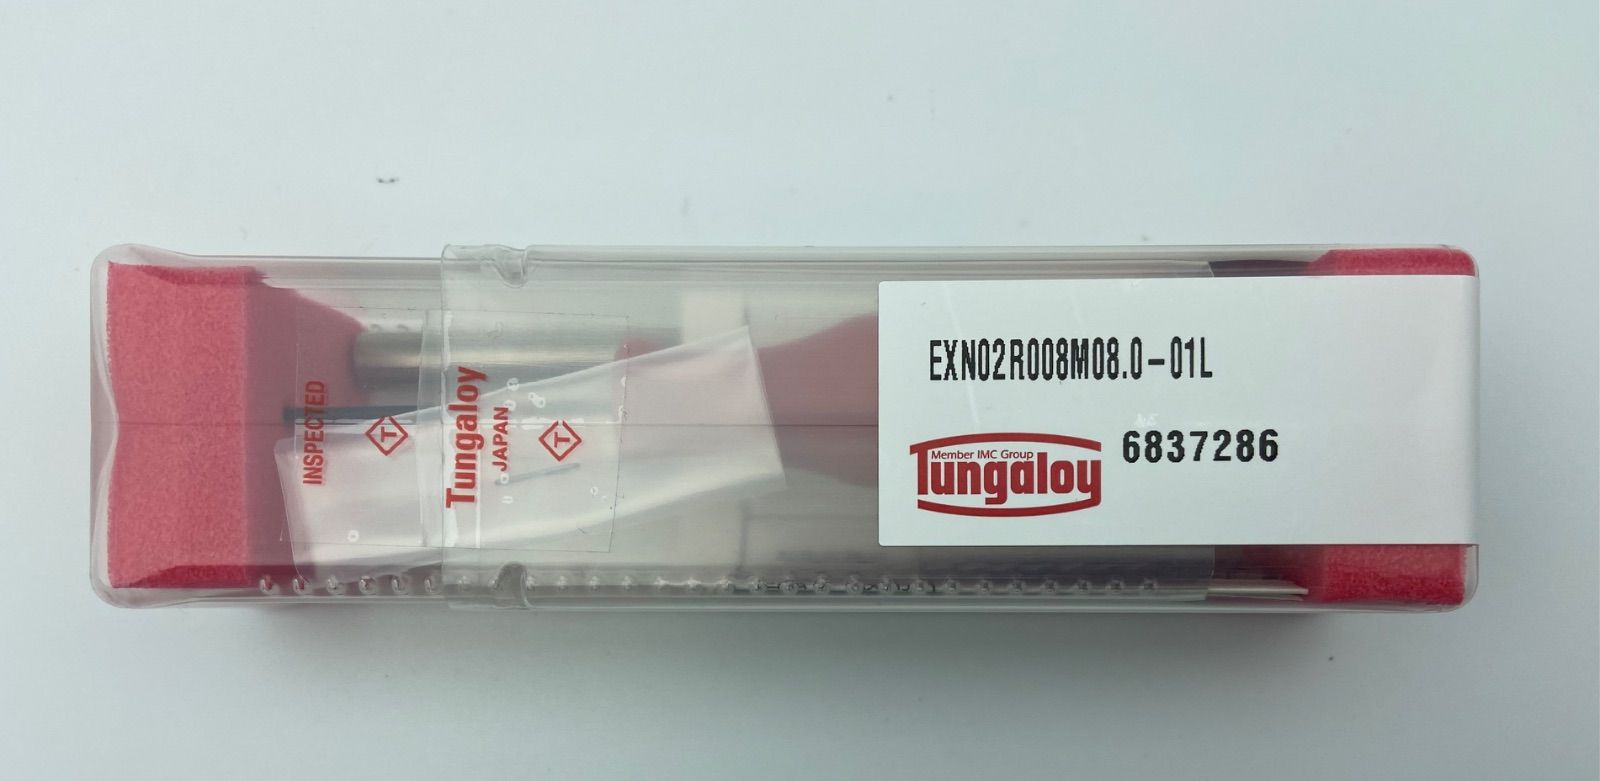 EXN02R008M08.0-01L
Member IMC Group
Tungaloy
6837286
INSPECTED
T
Tungaloy
JAPAN
T